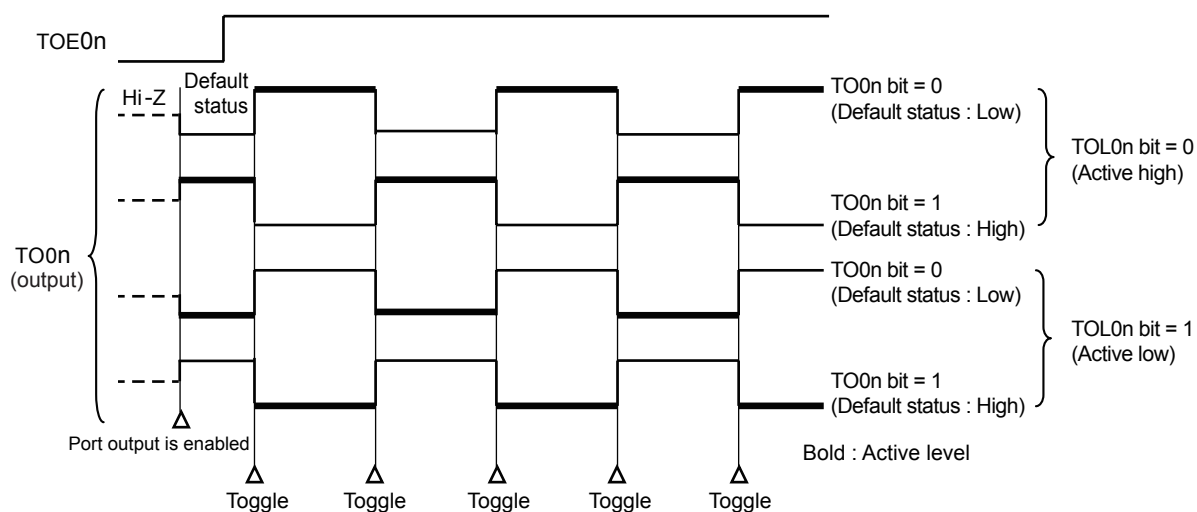 TOE0n
Hi-Z
Default
status
TO0n bit = 0
(Default status : Low)
TOL0n bit = 0
(Active high)
TO0n bit = 1
(Default status : High)
TO0n
(output)
TO0n bit = 0
(Default status : Low)
TOL0n bit = 1
(Active low)
TO0n bit = 1
(Default status : High)
Port output is enabled
Bold : Active level
Toggle Toggle Toggle Toggle Toggle